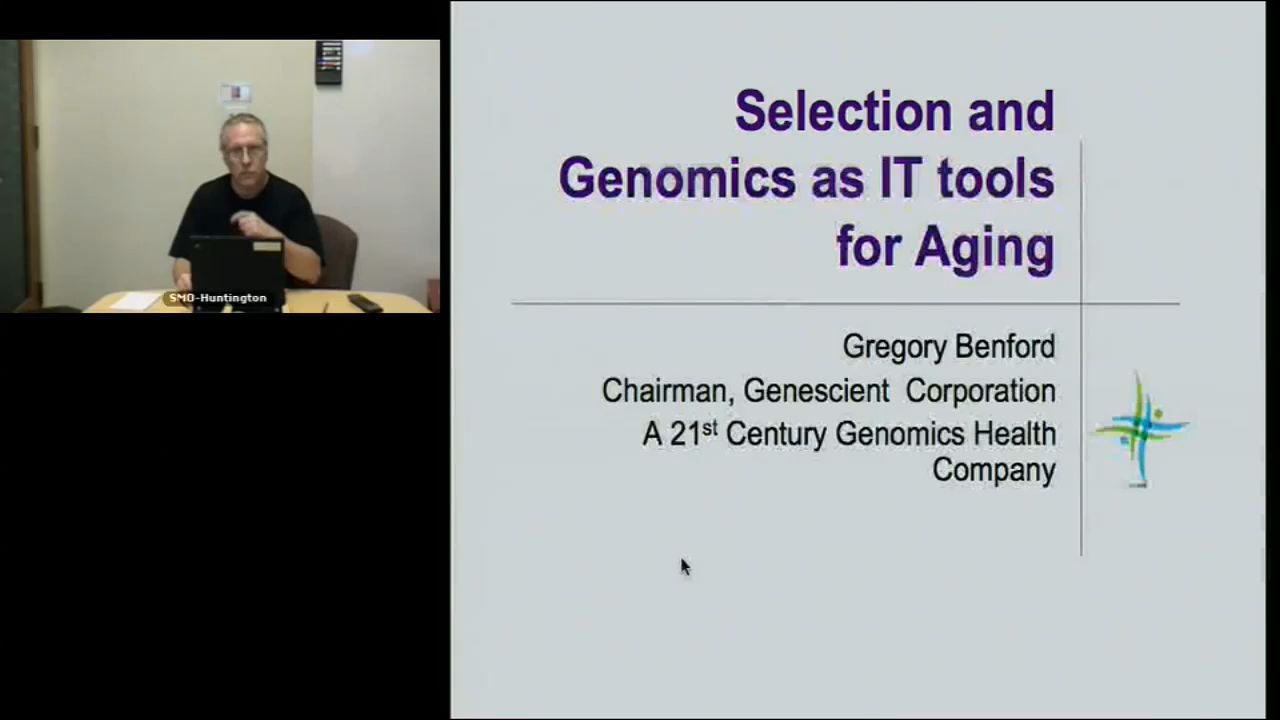 Selection and
Genomics as IT tools
for Aging
Gregory Benford
Chairman, Genescient Corporation
A 21st Century Genomics Health
Company
SMO-Huntington